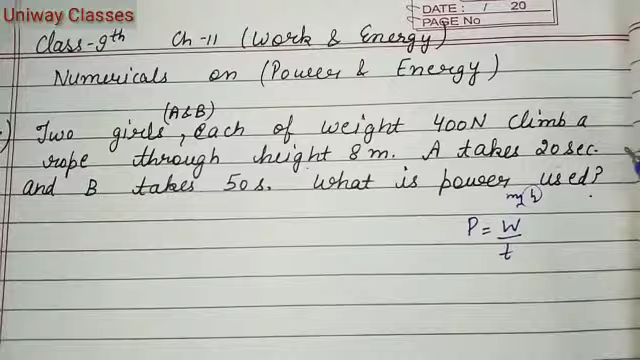 Uniway Classes
DATE: / 20
PAGE No
Class-9th Ch-11 (Work & Energy)
Numericals on (Power & Energy)
(A&B)
Two girls, each of weight 400N climb a
rope through height 8m. A takes 20sec.
and B takes 50s. What is power used?
mgh
P = W
t